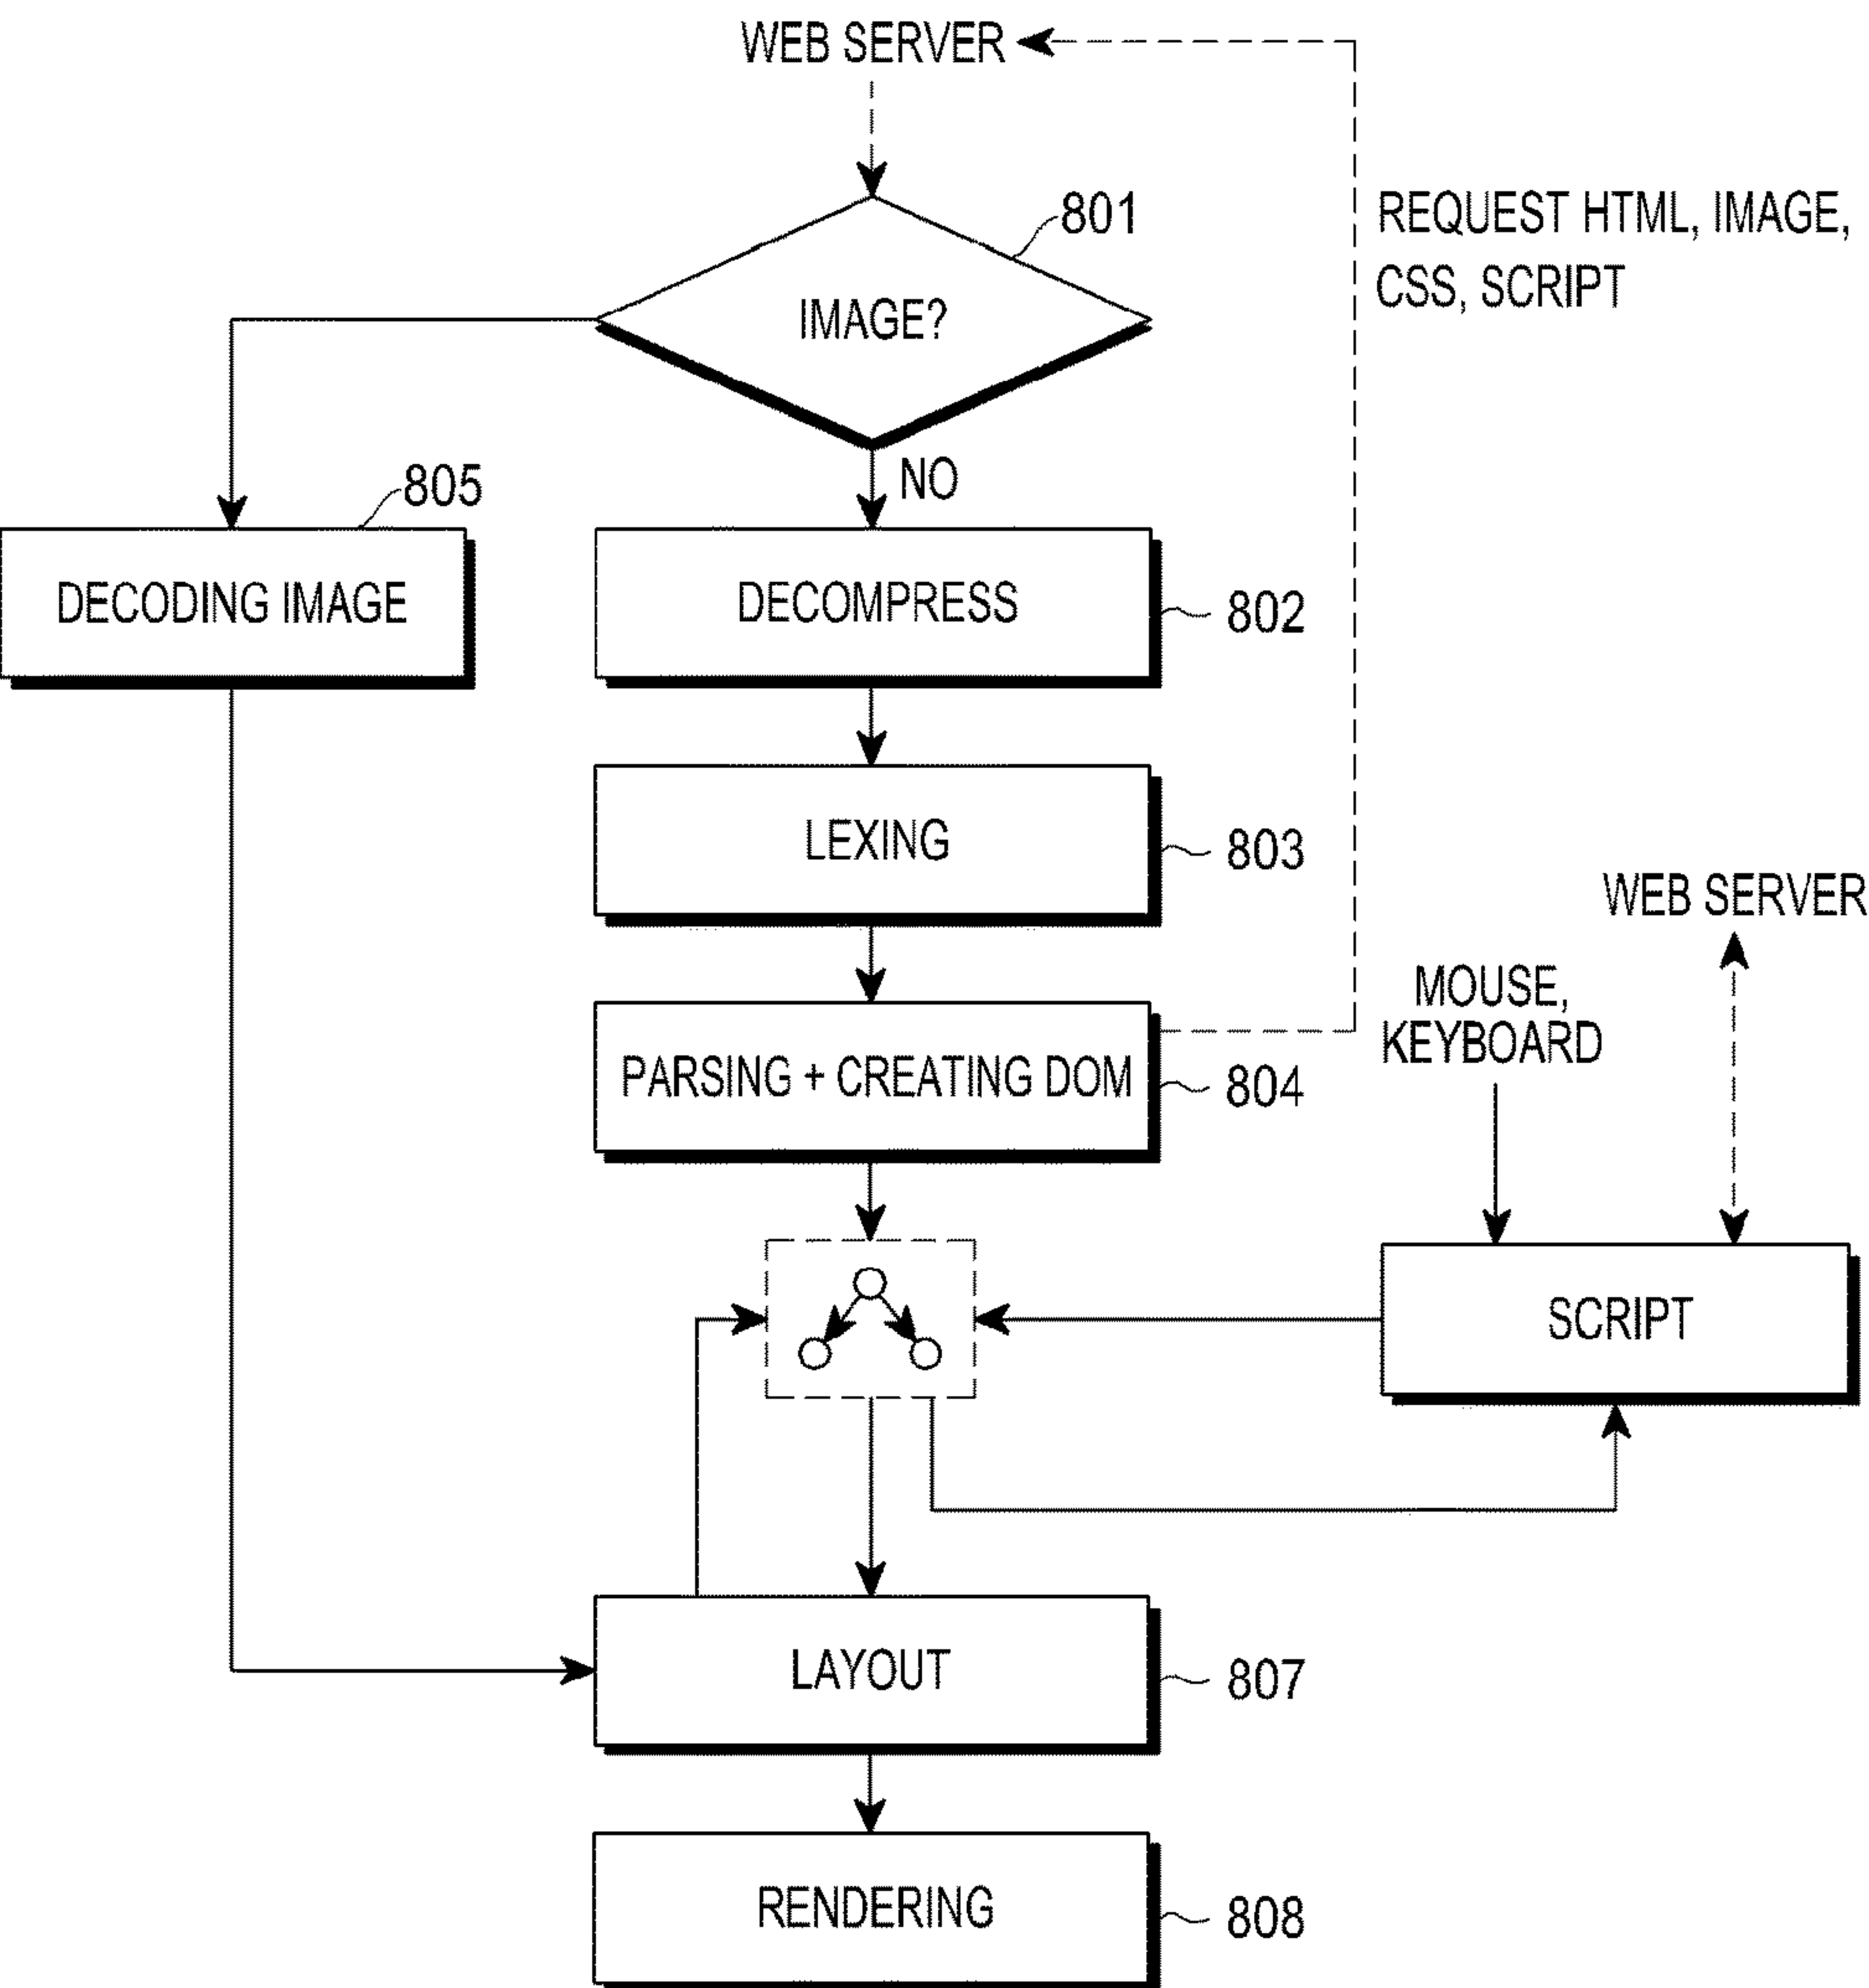 WEB SERVER
REQUEST HTML, IMAGE,
CSS, SCRIPT
801
IMAGE?
NO
805
DECODING IMAGE
DECOMPRESS
802
LEXING
803
WEB SERVER
MOUSE,
KEYBOARD
PARSING + CREATING DOM
804
SCRIPT
LAYOUT
807
RENDERING
808